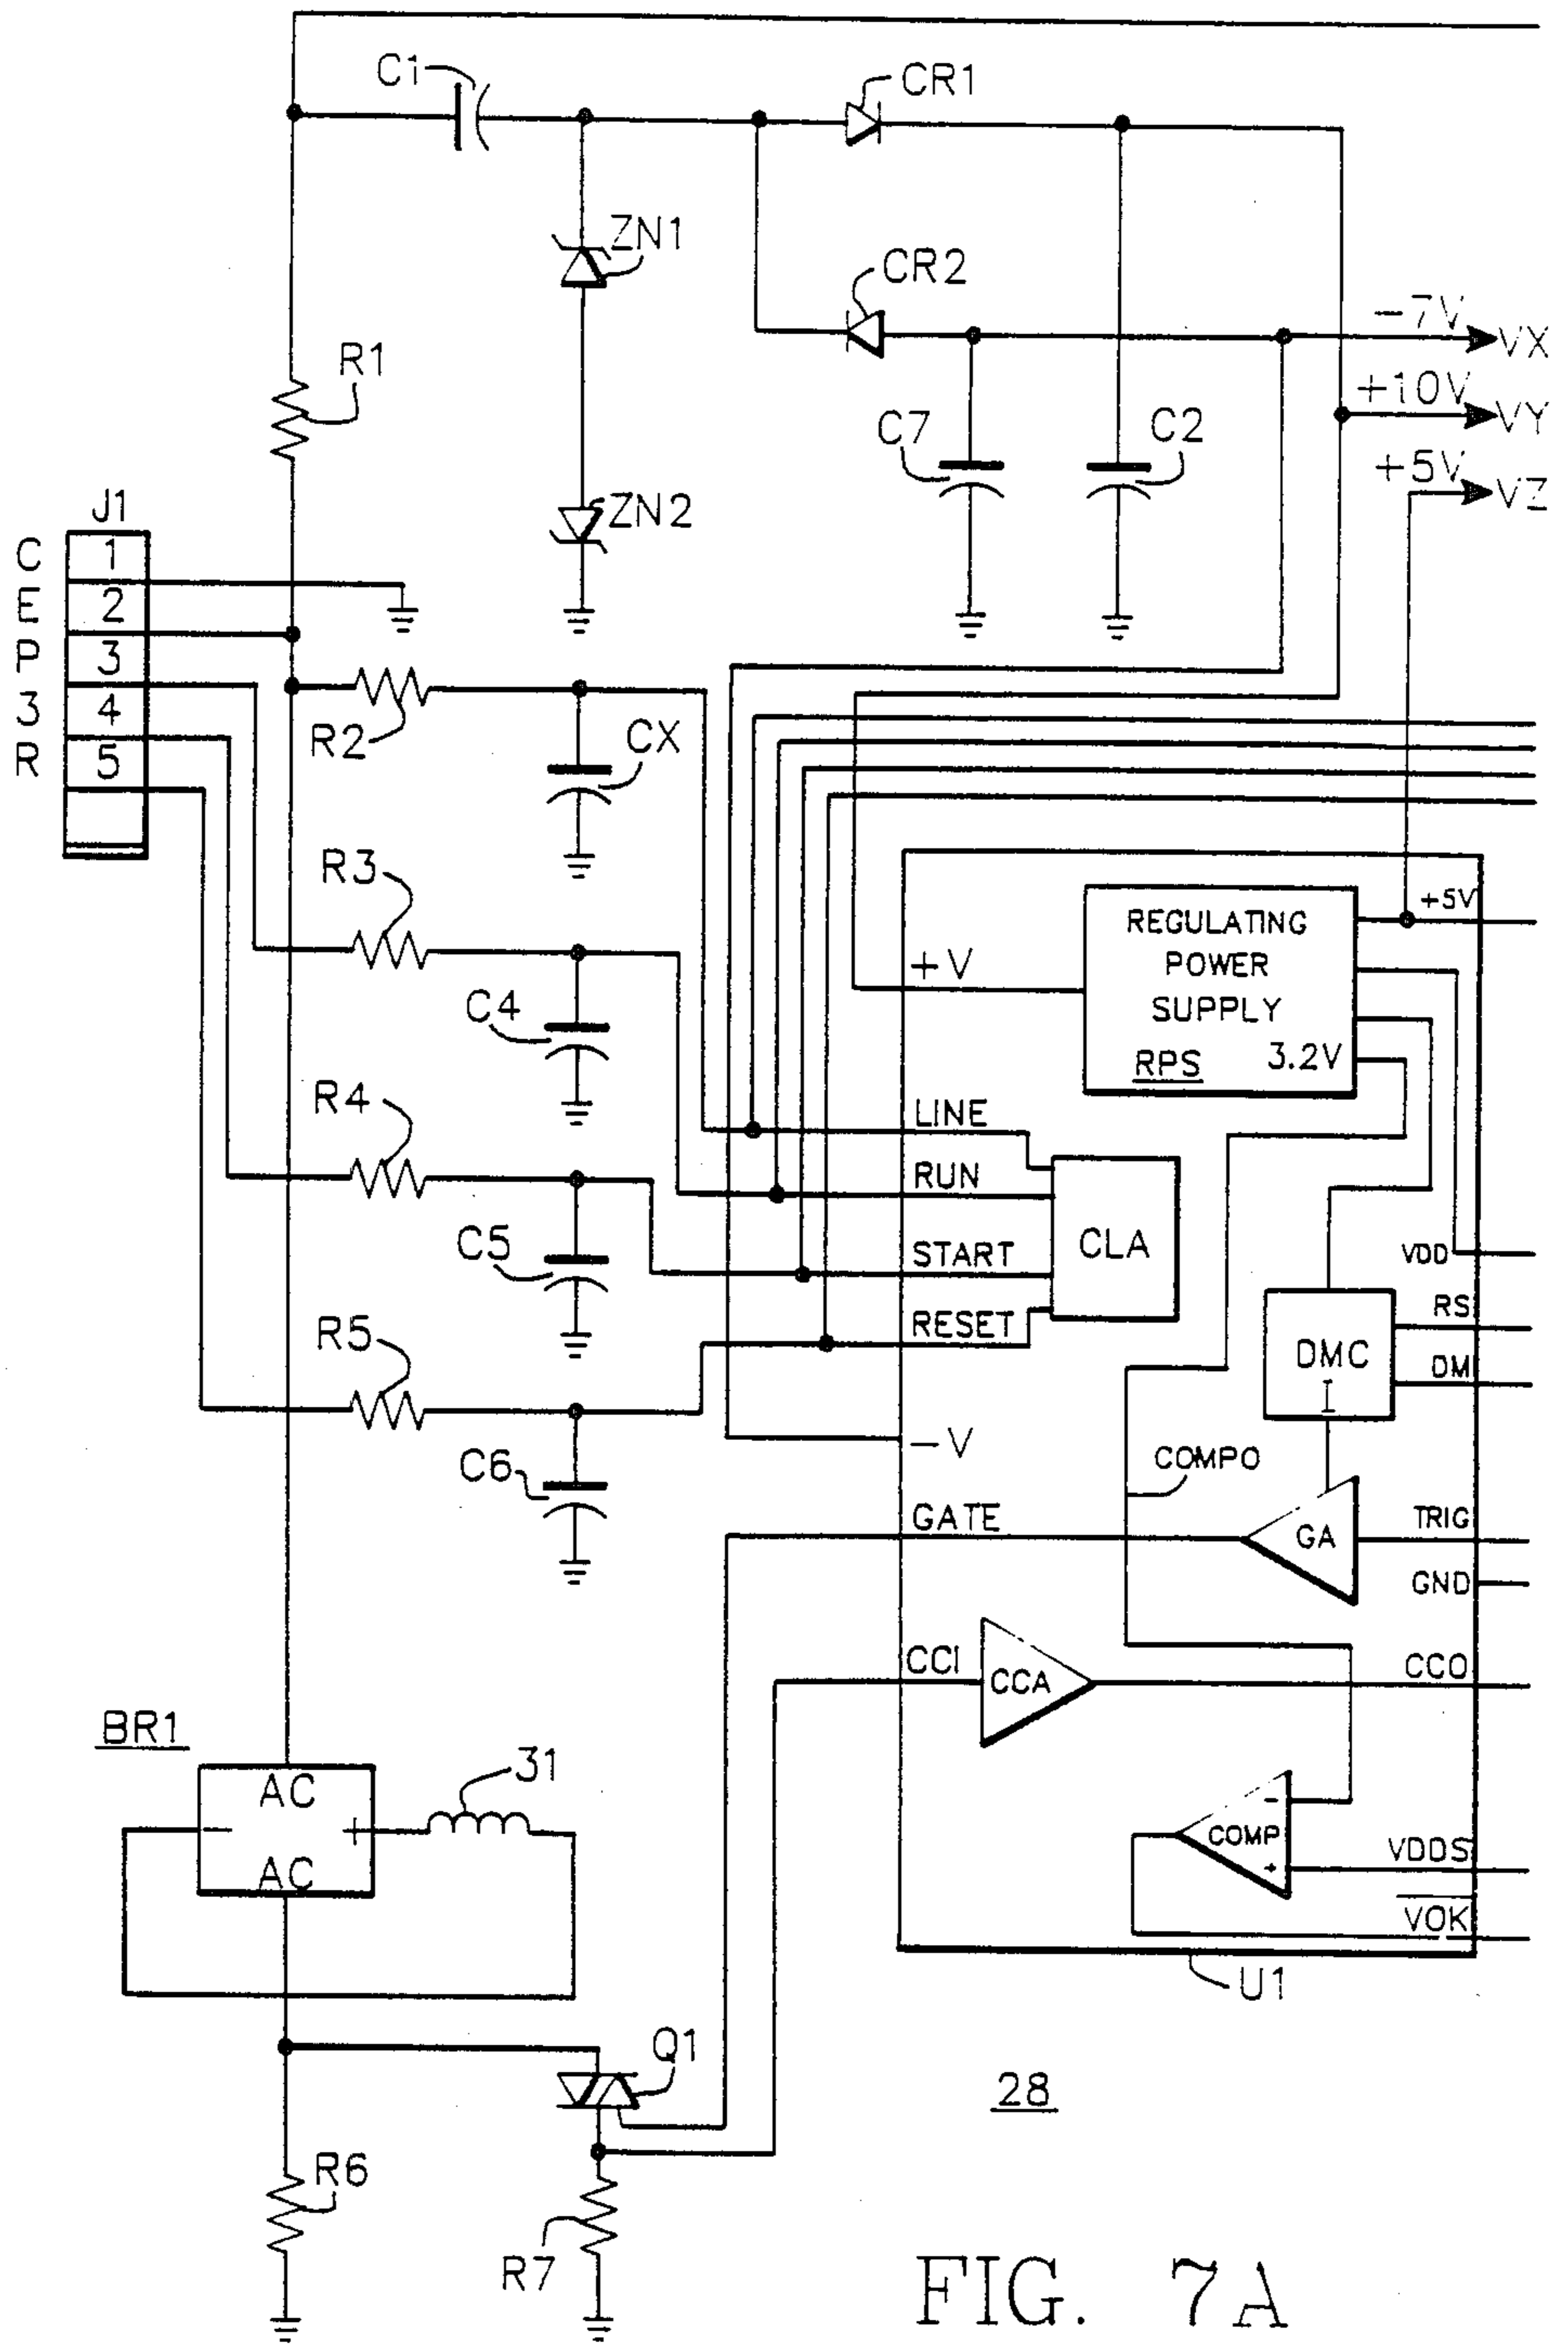 C1
CR1
ZN1
CR2
-7V
VX
R1
+10V
VY
C7
C2
+5V
VZ
J1
ZN2
C 1
E 2
P 3
3 4
R 5
R2
CX
R3
+5V
REGULATING
POWER
SUPPLY
RPS 3.2V
+V
C4
R4
LINE
RUN
CLA
C5
START
VDD
RS
R5
RESET
DMC
DM
I
-V
C6
COMPO
GATE
GA
TRIG
GND
CCI
CCA
CCO
BR1
31
AC
- +
AC
-
COMP
+
VDDS
VOK
U1
Q1
28
R6
R7
FIG. 7A